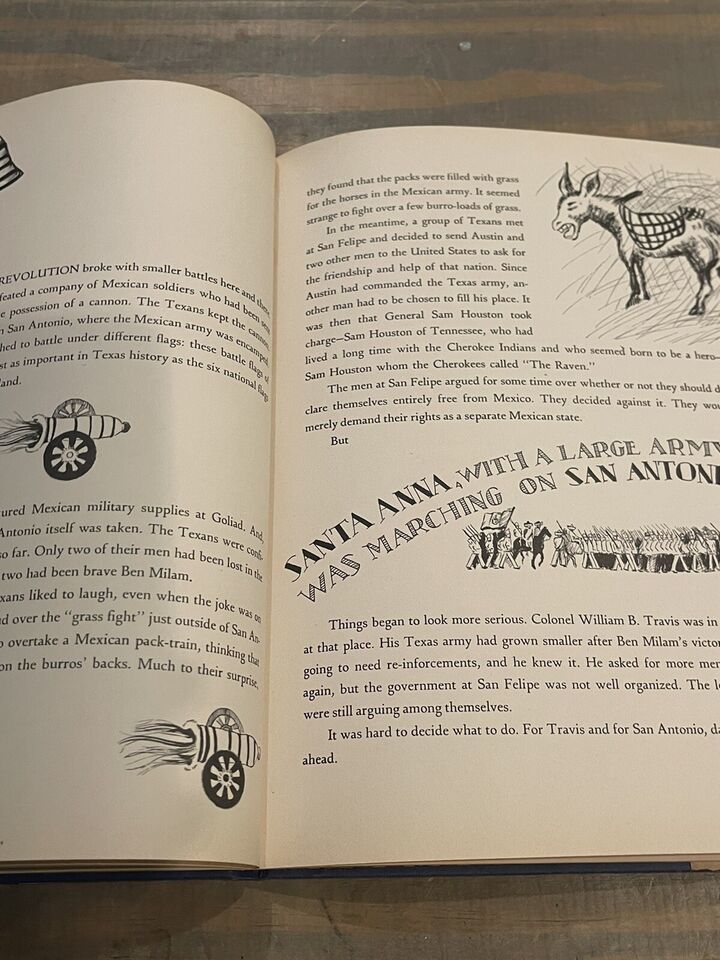 REVOLUTION broke with smaller battles here and there
feated a company of Mexican soldiers who had been sent
e possession of a cannon. The Texans kept the cannon.
n San Antonio, where the Mexican army was encamped,
hed to battle under different flags: these battle flags of
st as important in Texas history as the six national flags
land.
ured Mexican military supplies at Goliad. And,
Antonio itself was taken. The Texans were confi-
so far. Only two of their men had been lost in the
two had been brave Ben Milam.
exans liked to laugh, even when the joke was on
d over the "grass fight" just outside of San An-
o overtake a Mexican pack-train, thinking that
on the burros' backs. Much to their surprise,
they found that the packs were filled with grass
for the horses in the Mexican army. It seemed
strange to fight over a few burro-loads of grass.
In the meantime, a group of Texans met
at San Felipe and decided to send Austin and
two other men to the United States to ask for
the friendship and help of that nation. Since
Austin had commanded the Texas army, an-
other man had to be chosen to fill his place. It
was then that General Sam Houston took
charge—Sam Houston of Tennessee, who had
lived a long time with the Cherokee Indians and who seemed born to be a hero—
Sam Houston whom the Cherokees called "The Raven."
The men at San Felipe argued for some time over whether or not they should d
clare themselves entirely free from Mexico. They decided against it. They wou
merely demand their rights as a separate Mexican state.
But
SANTA ANNA, WITH A LARGE ARMY
WAS MARCHING ON SAN ANTONI
Things began to look more serious. Colonel William B. Travis was in
at that place. His Texas army had grown smaller after Ben Milam's victor
going to need re-inforcements, and he knew it. He asked for more men
again, but the government at San Felipe was not well organized. The l
were still arguing among themselves.
It was hard to decide what to do. For Travis and for San Antonio, da
ahead.